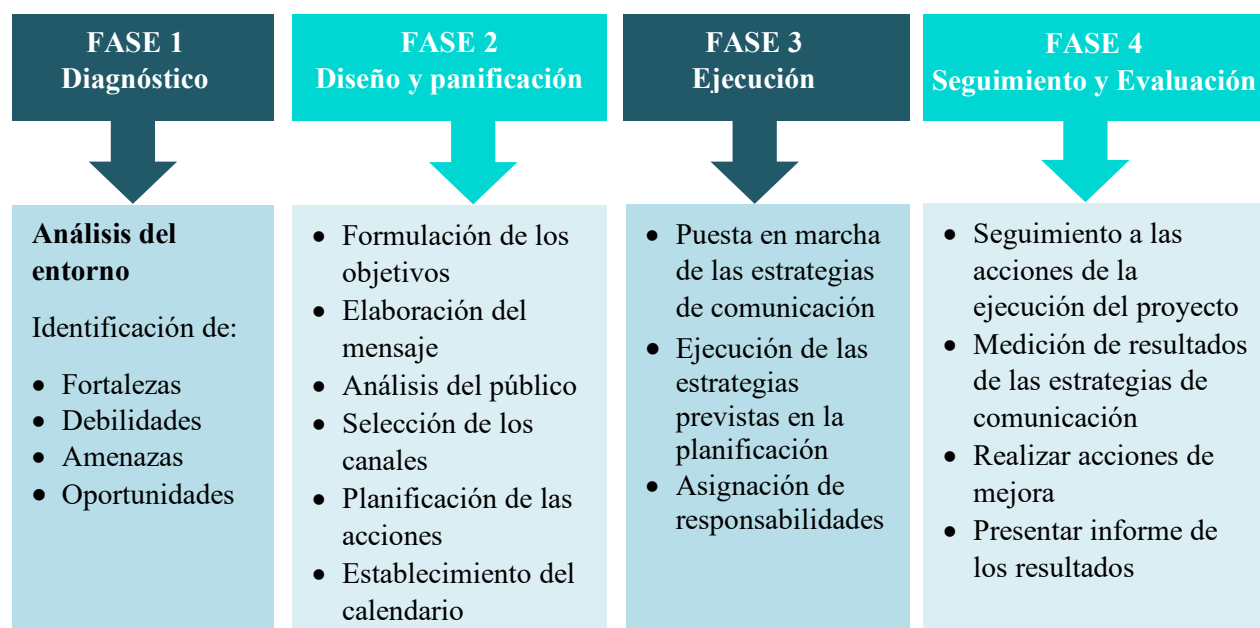 FASE 1
Diagnóstico
Análisis del
entorno
Identificación de:
• Fortalezas
• Debilidades
• Amenazas
• Oportunidades
FASE 2
Diseño y panificación
• Formulación de los
objetivos
• Elaboración del
mensaje
• Análisis del público
• Selección de los
canales
• Planificación de las
acciones
• Establecimiento del
calendario
FASE 3
Ejecución
• Puesta en marcha
de las estrategias
de comunicación
• Ejecución de las
estrategias
previstas en la
planificación
• Asignación de
responsabilidades
FASE 4
Seguimiento y Evaluación
• Seguimiento a las
acciones de la
ejecución del proyecto
• Medición de resultados
de las estrategias de
comunicación
• Realizar acciones de
mejora
• Presentar informe de
los resultados